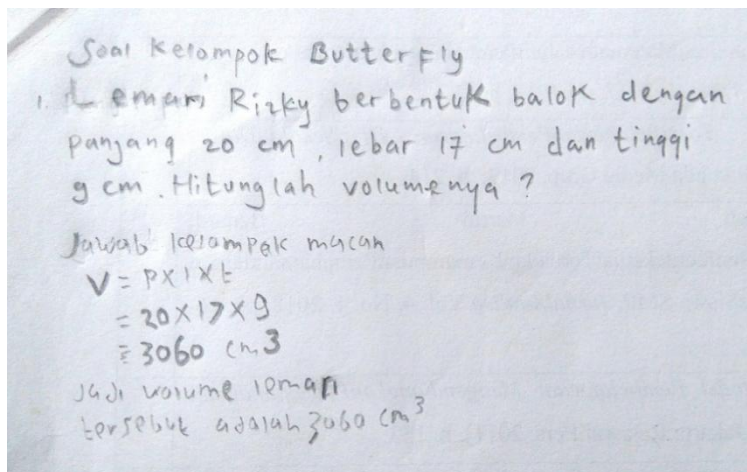 Soal Kelompok Butterfly
1. Lemari Rizky berbentuk balok dengan
panjang 20 cm, lebar 17 cm dan tinggi
9 cm. Hitunglah volumenya ?
Jawab kelompok macan
V = p x l x t
= 20 x 17 x 9
= 3060 cm3
Jadi volume lemari
tersebut adalah 3060 cm³